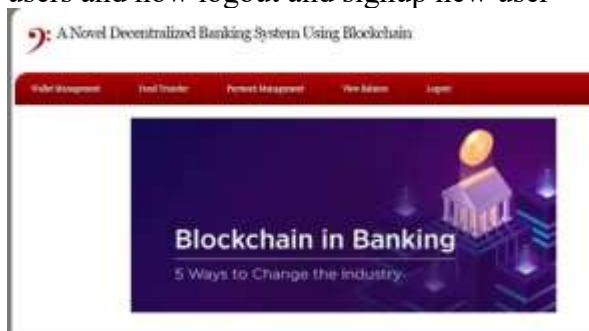 users and now logout and signup new user
A Novel Decentralized Banking System Using Blockchain
Wallet Management Fund Transfer Payment Management View Balance Logout
Blockchain in Banking
5 Ways to Change the Industry.